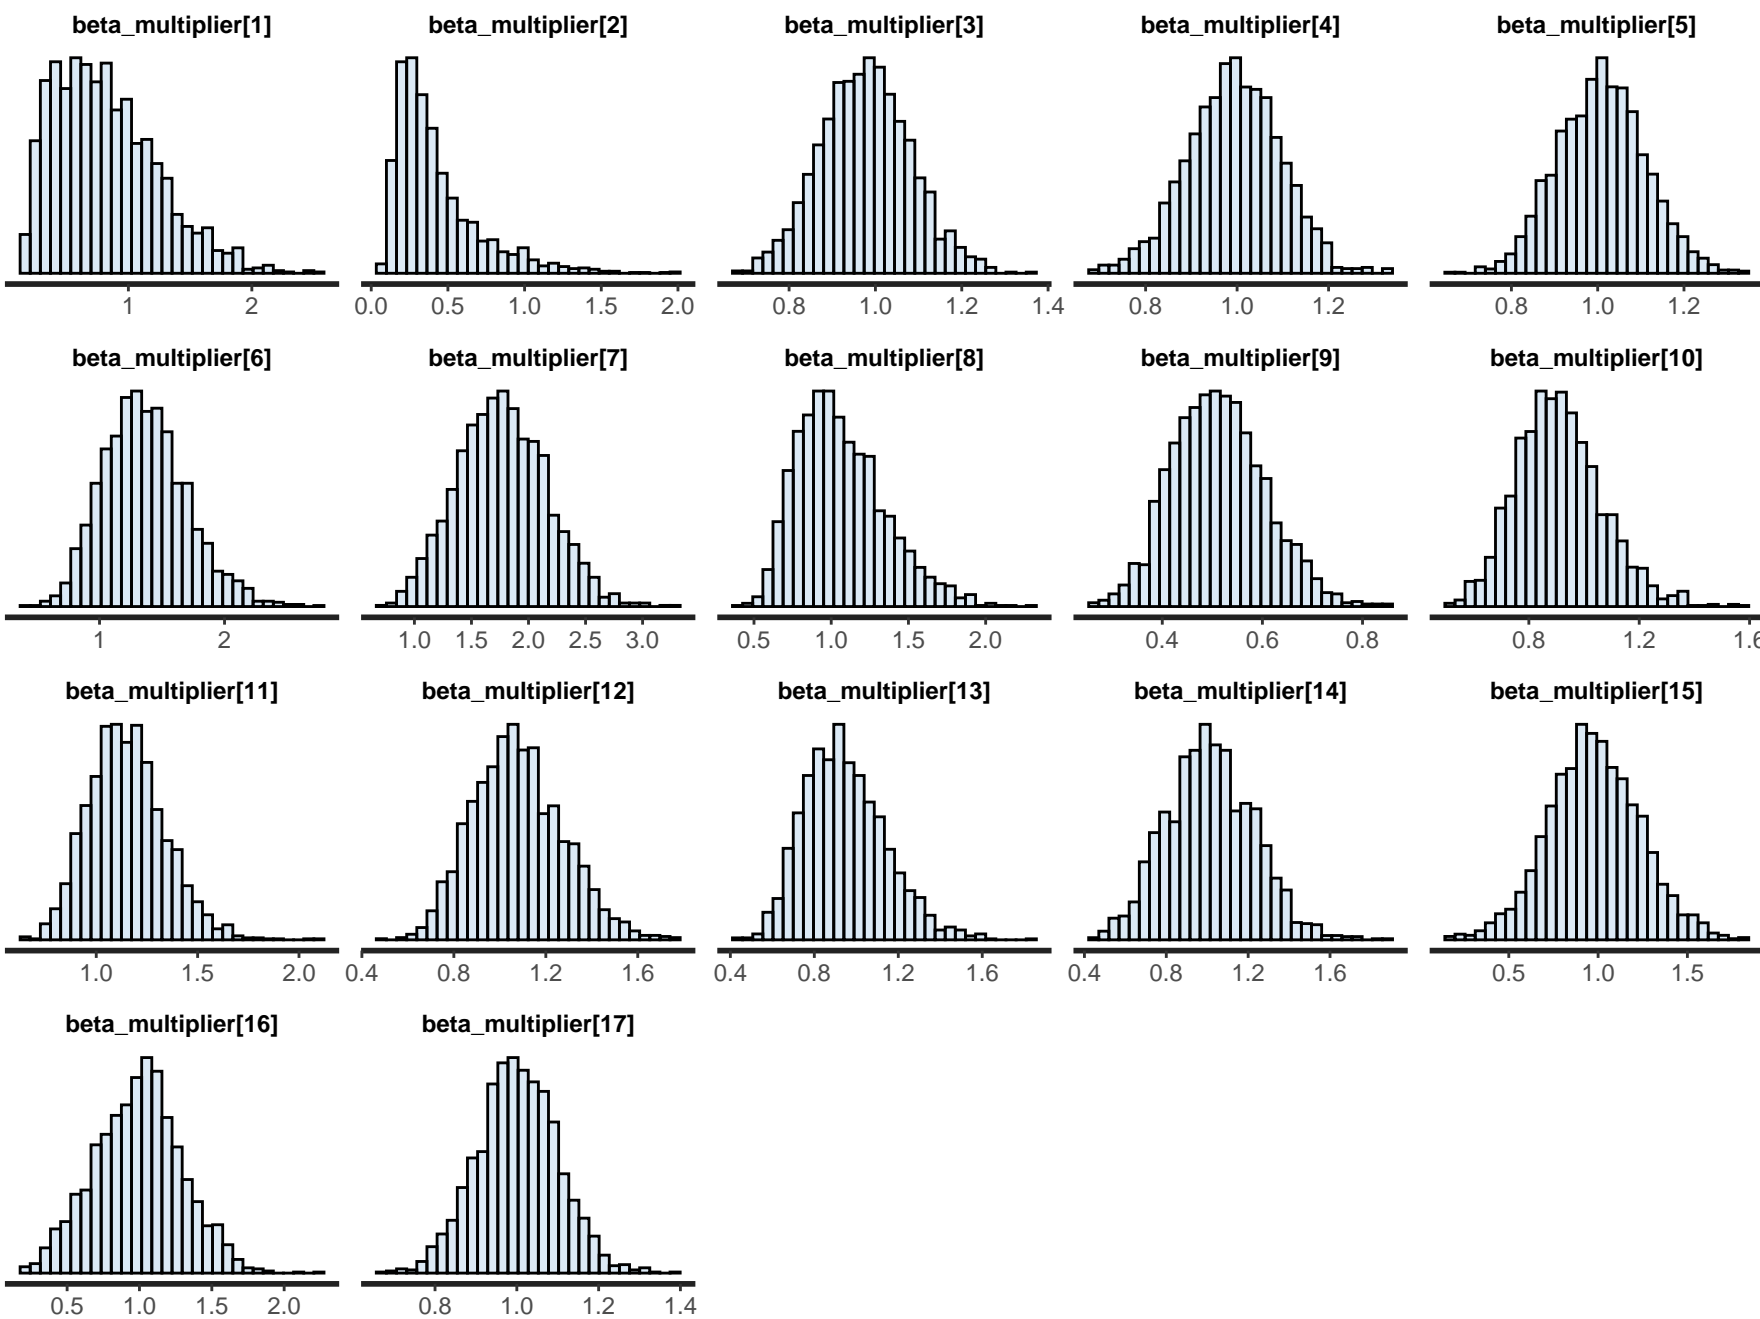 beta_multiplier[1] beta_multiplier[2] beta_multiplier[3] beta_multiplier[4] beta_multiplier[5]
1 2 0.0 0.5 1.0 1.5 2.0 0.8 1.0 1.2 1.4 0.8 1.0 1.2 0.8 1.0 1.2
beta_multiplier[6] beta_multiplier[7] beta_multiplier[8] beta_multiplier[9] beta_multiplier[10]
1 2 1.0 1.5 2.0 2.5 3.0 0.5 1.0 1.5 2.0 0.4 0.6 0.8 0.8 1.2 1.6
beta_multiplier[11] beta_multiplier[12] beta_multiplier[13] beta_multiplier[14] beta_multiplier[15]
1.0 1.5 2.0 0.4 0.8 1.2 1.6 0.4 0.8 1.2 1.6 0.4 0.8 1.2 1.6 0.5 1.0 1.5
beta_multiplier[16] beta_multiplier[17]
0.5 1.0 1.5 2.0 0.8 1.0 1.2 1.4